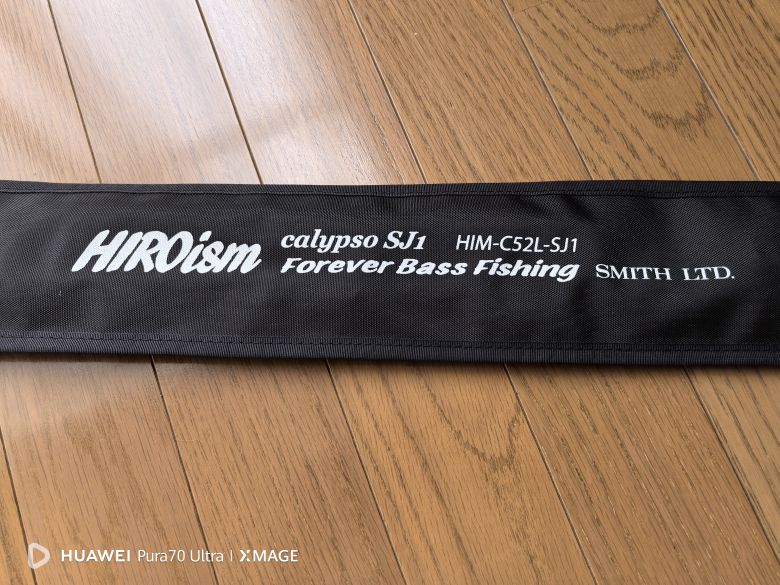 HIROism
calypso SJ1 HIM-C52L-SJ1
Forever Bass Fishing SMITH LTD.
HUAWEI Pura70 Ultra | XMAGE